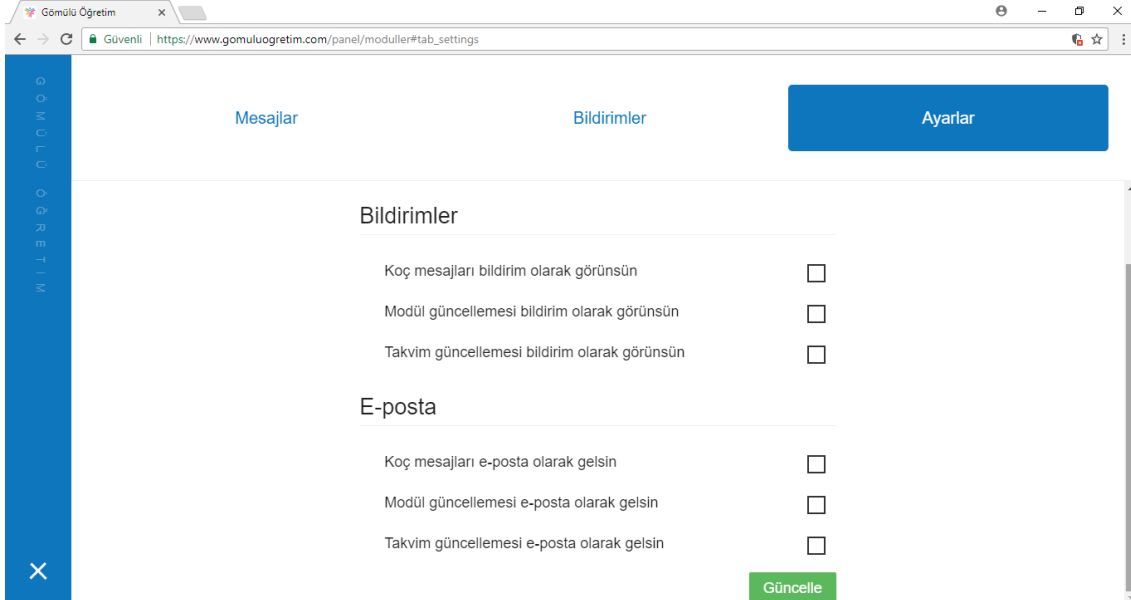 Gömülü Öğretim
Güvenli https://www.gomuluogretim.com/panel/moduller#tab_settings
GÖMÜLÜ ÖĞRETİM
Mesajlar Bildirimler Ayarlar
Bildirimler
Koç mesajları bildirim olarak görünsün
Modül güncellemesi bildirim olarak görünsün
Takvim güncellemesi bildirim olarak görünsün
E-posta
Koç mesajları e-posta olarak gelsin
Modül güncellemesi e-posta olarak gelsin
Takvim güncellemesi e-posta olarak gelsin
Güncelle